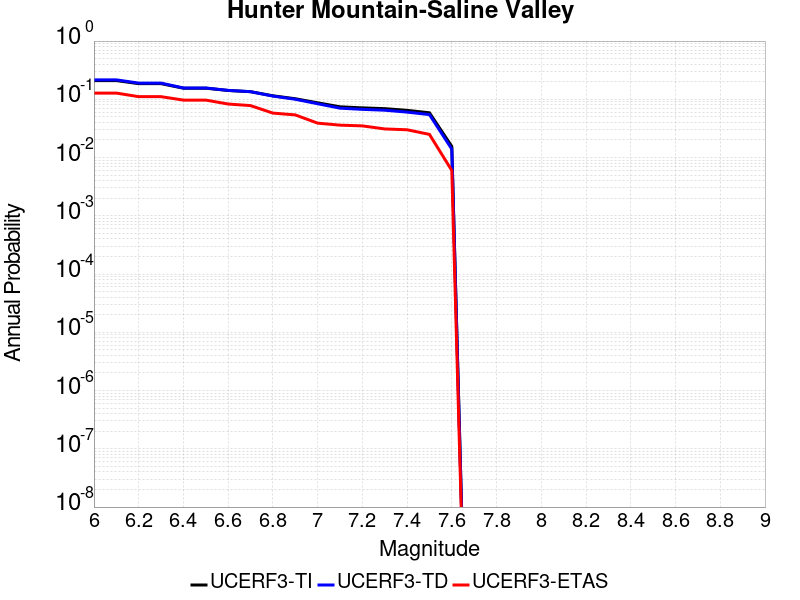 Hunter Mountain-Saline Valley
10^0
10^-1
10^-2
10^-3
10^-4
10^-5
10^-6
10^-7
10^-8
Annual Probability
6 6.2 6.4 6.6 6.8 7 7.2 7.4 7.6 7.8 8 8.2 8.4 8.6 8.8 9
Magnitude
UCERF3-TI UCERF3-TD UCERF3-ETAS